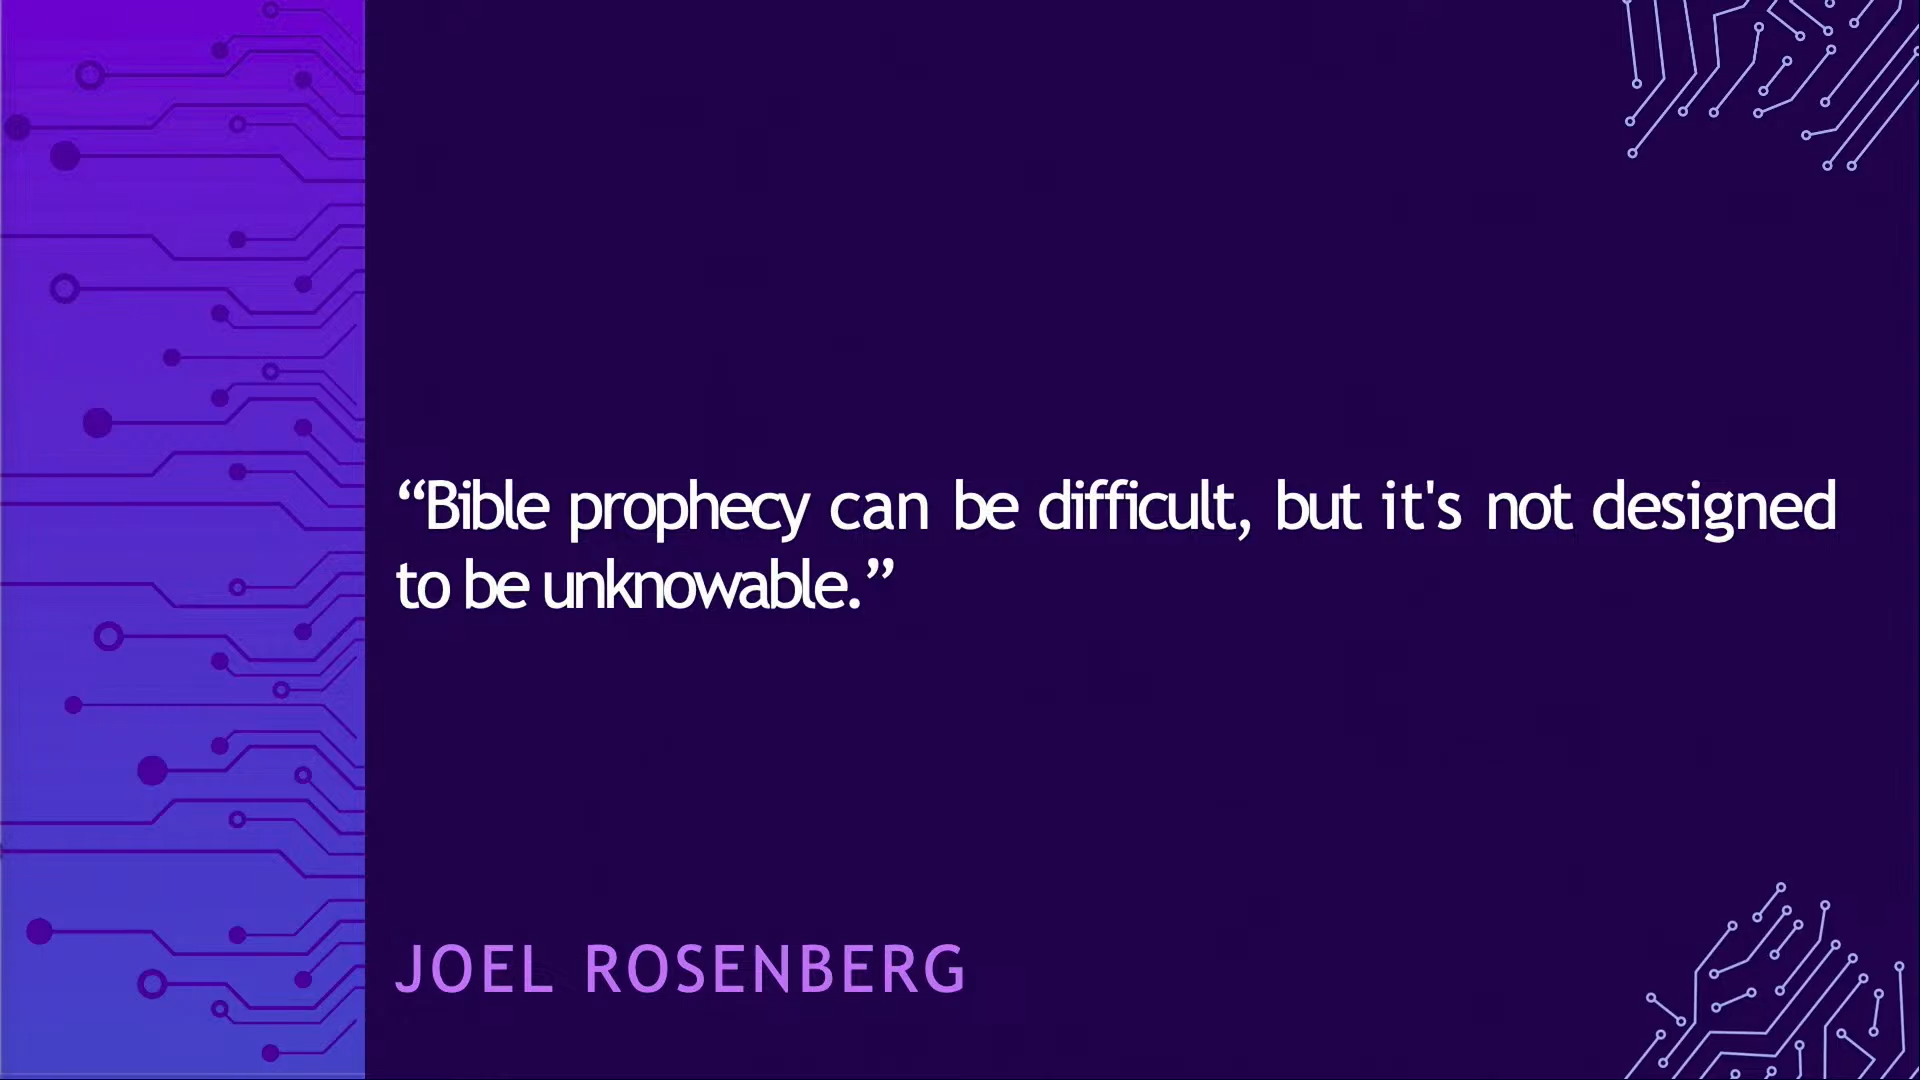 “Bible prophecy can be difficult, but it's not designed
to be unknowable.”
JOEL ROSENBERG